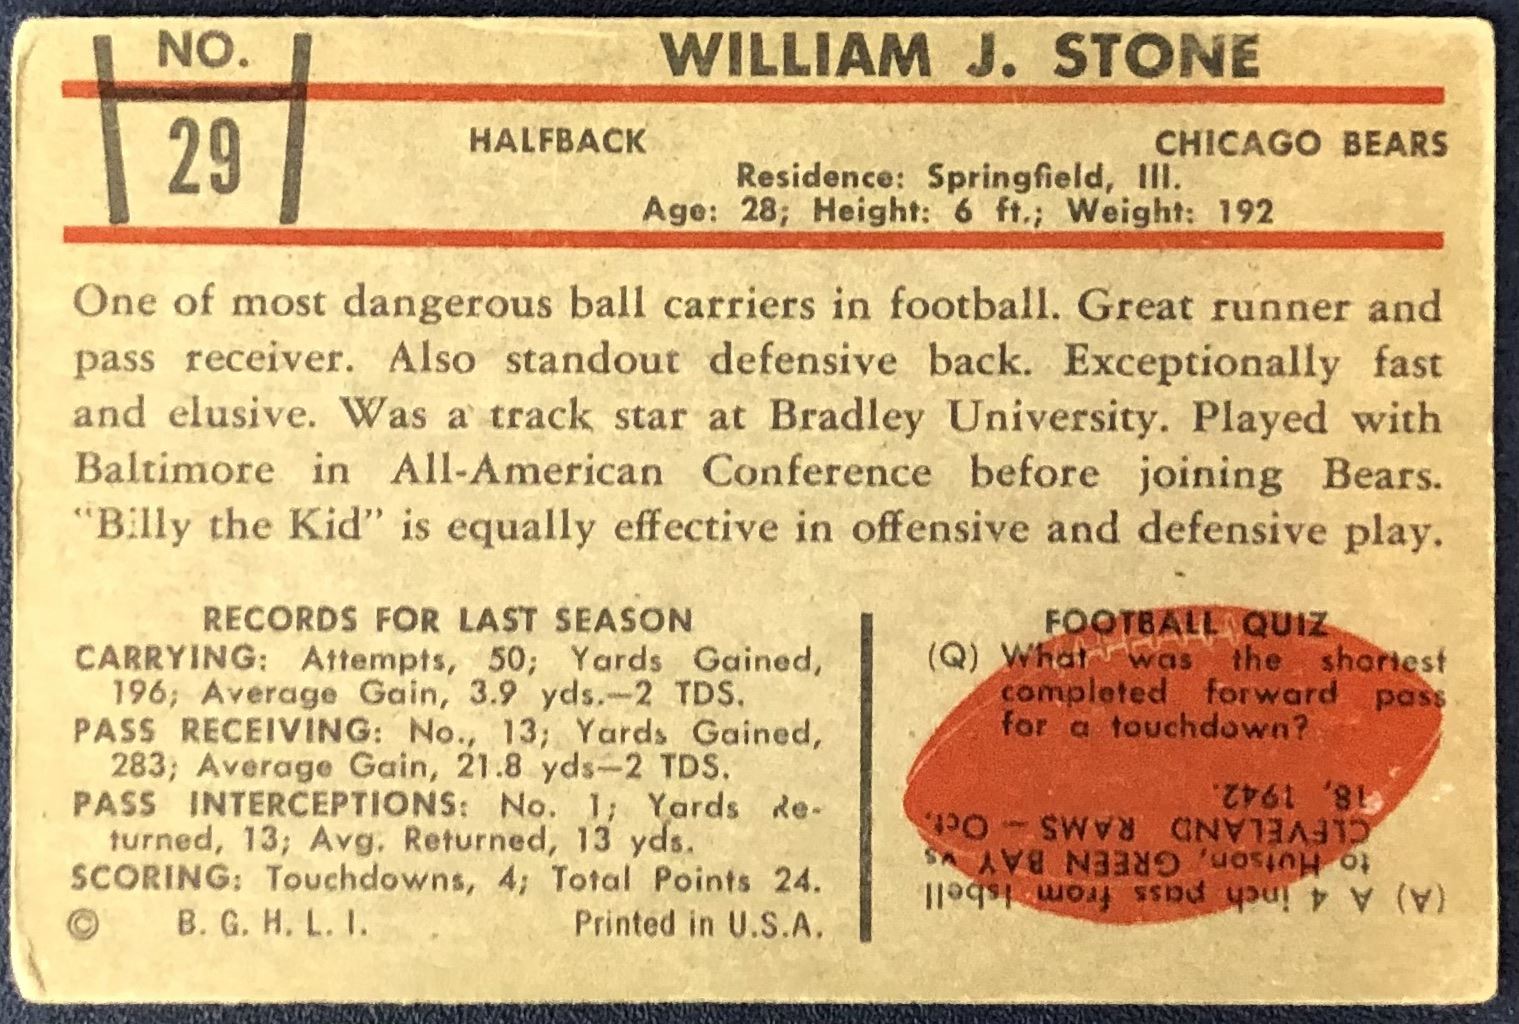 NO.
29
WILLIAM J. STONE
HALFBACK CHICAGO BEARS
Residence: Springfield, Ill.
Age: 28; Height: 6 ft.; Weight: 192
One of most dangerous ball carriers in football. Great runner and
pass receiver. Also standout defensive back. Exceptionally fast
and elusive. Was a track star at Bradley University. Played with
Baltimore in All-American Conference before joining Bears.
"Billy the Kid" is equally effective in offensive and defensive play.
RECORDS FOR LAST SEASON
CARRYING: Attempts, 50; Yards Gained,
196; Average Gain, 3.9 yds.—2 TDS.
PASS RECEIVING: No., 13; Yards Gained,
283; Average Gain, 21.8 yds—2 TDS.
PASS INTERCEPTIONS: No. 1; Yards Re-
turned, 13; Avg. Returned, 13 yds.
SCORING: Touchdowns, 4; Total Points 24.
© B. G. H. L. I. Printed in U.S.A.
FOOTBALL QUIZ
(Q) What was the shortest
completed forward pass
for a touchdown?
(A) A 4 inch pass from Isbell
to Hutson, GREEN BAY vs
CLEVELAND RAMS — Oct.
18, 1942.